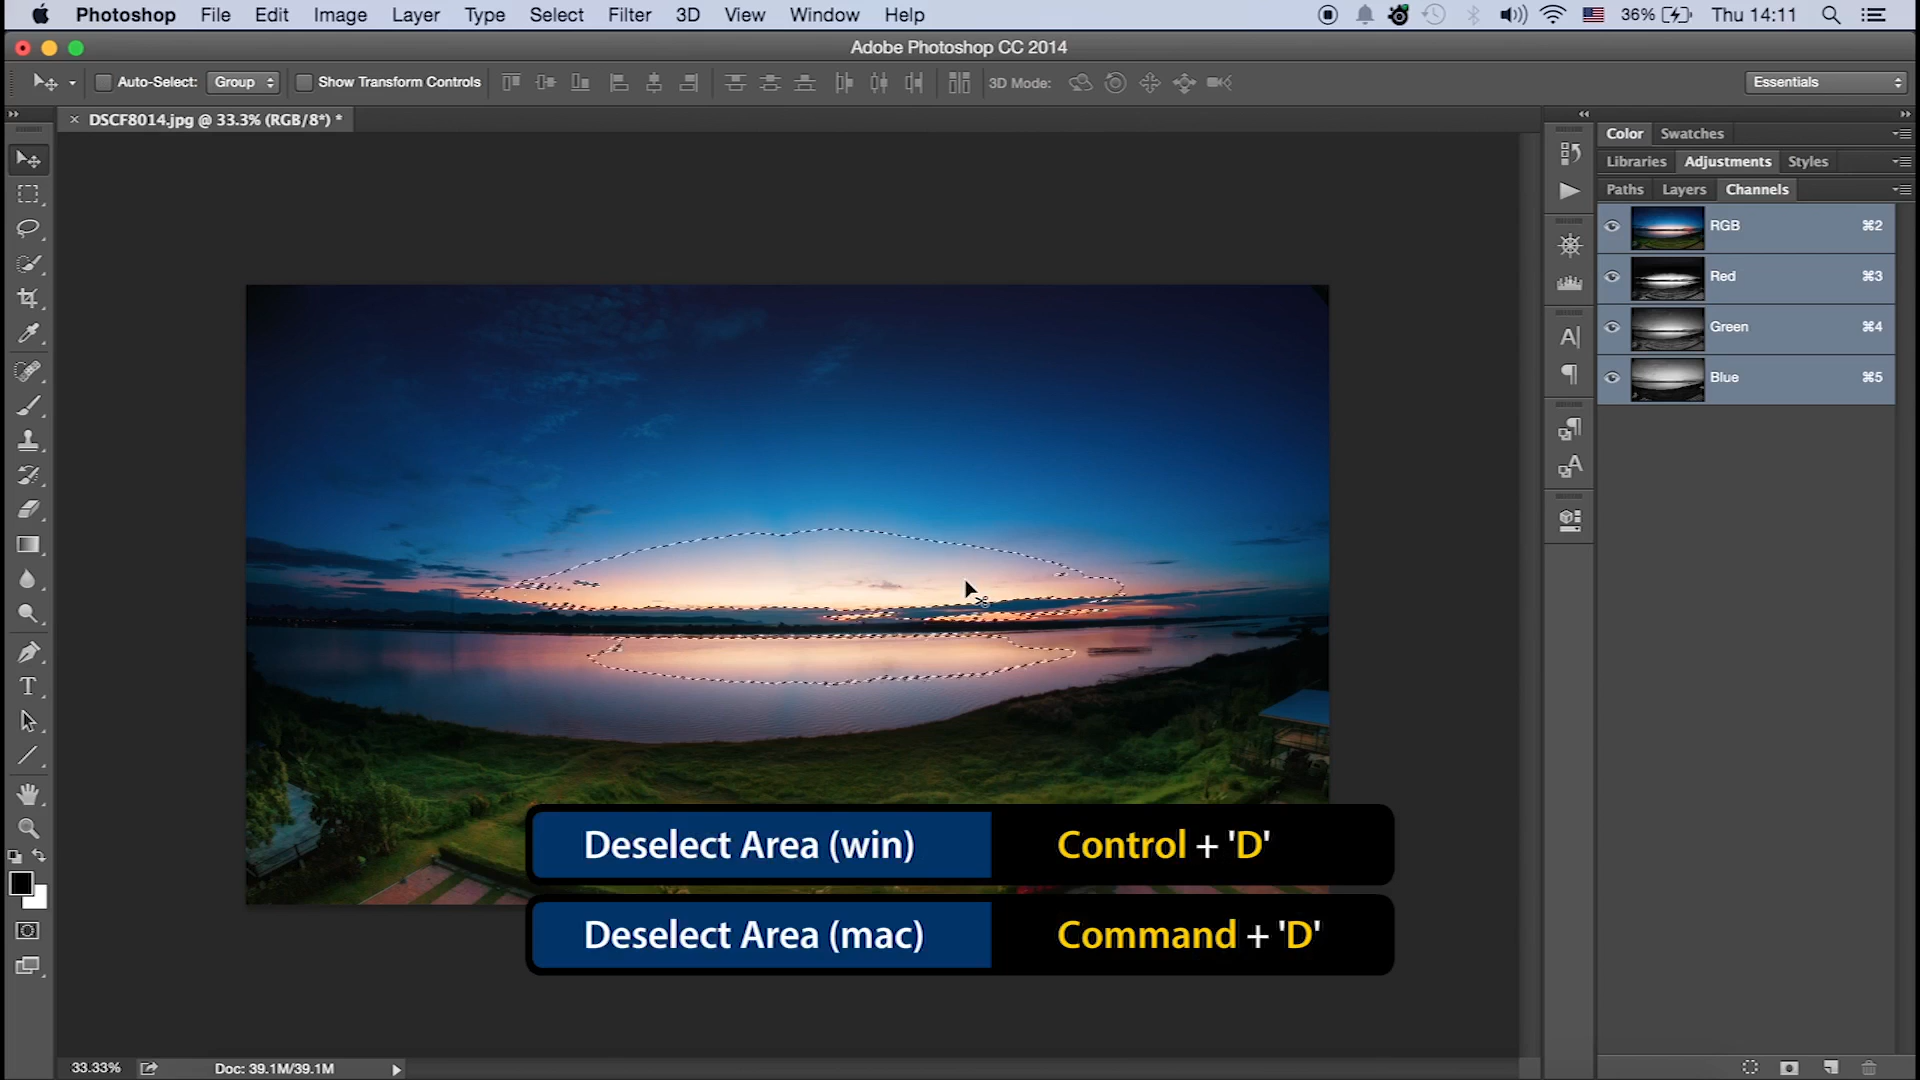 Photoshop File Edit Image Layer Type Select Filter 3D View Window Help 36% Thu 14:11
Adobe Photoshop CC 2014
Auto-Select: Group Show Transform Controls 3D Mode: Essentials
DSCF8014.jpg @ 33.3% (RGB/8*) *
Color Swatches
Libraries Adjustments Styles
Paths Layers Channels
RGB ⌘2
Red ⌘3
Green ⌘4
Blue ⌘5
Deselect Area (win) Control + 'D'
Deselect Area (mac) Command + 'D'
33.33% Doc: 39.1M/39.1M